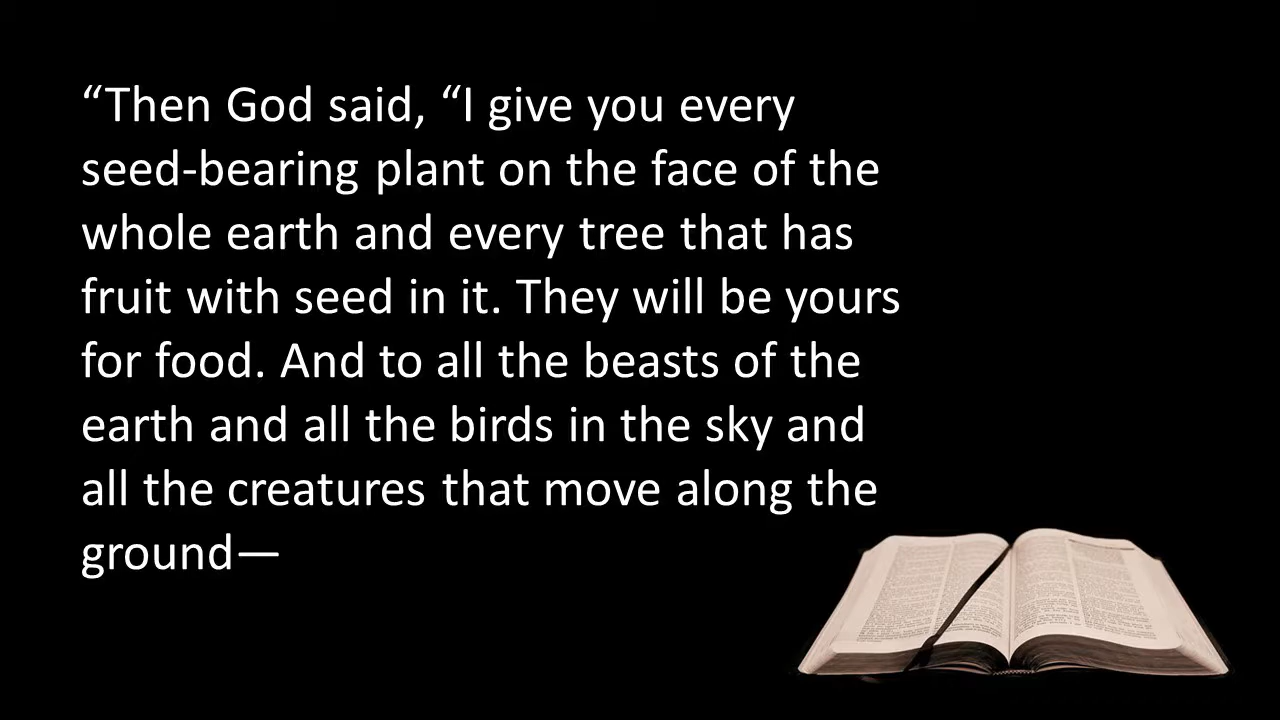 “Then God said, “I give you every
seed-bearing plant on the face of the
whole earth and every tree that has
fruit with seed in it. They will be yours
for food. And to all the beasts of the
earth and all the birds in the sky and
all the creatures that move along the
ground—